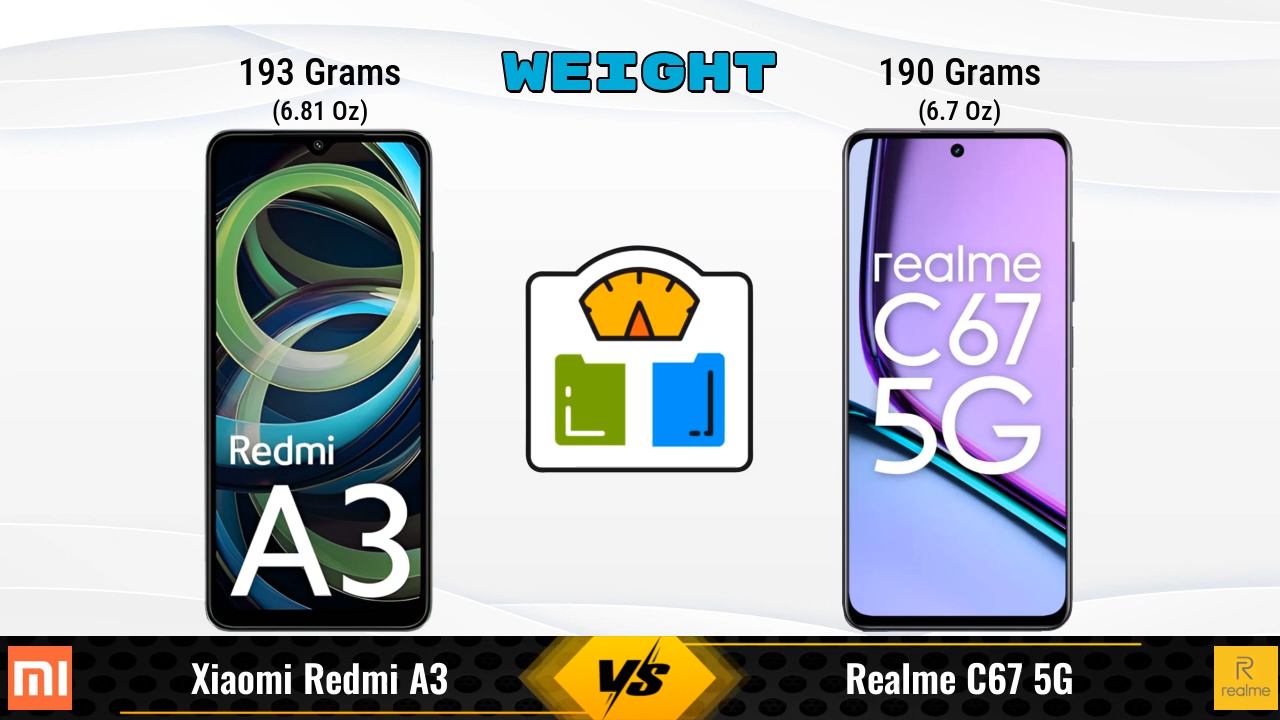 WEIGHT
193 Grams
(6.81 Oz)
190 Grams
(6.7 Oz)
Redmi
A3
realme
C67
5G
MI
Xiaomi Redmi A3
VS
Realme C67 5G
R
realme